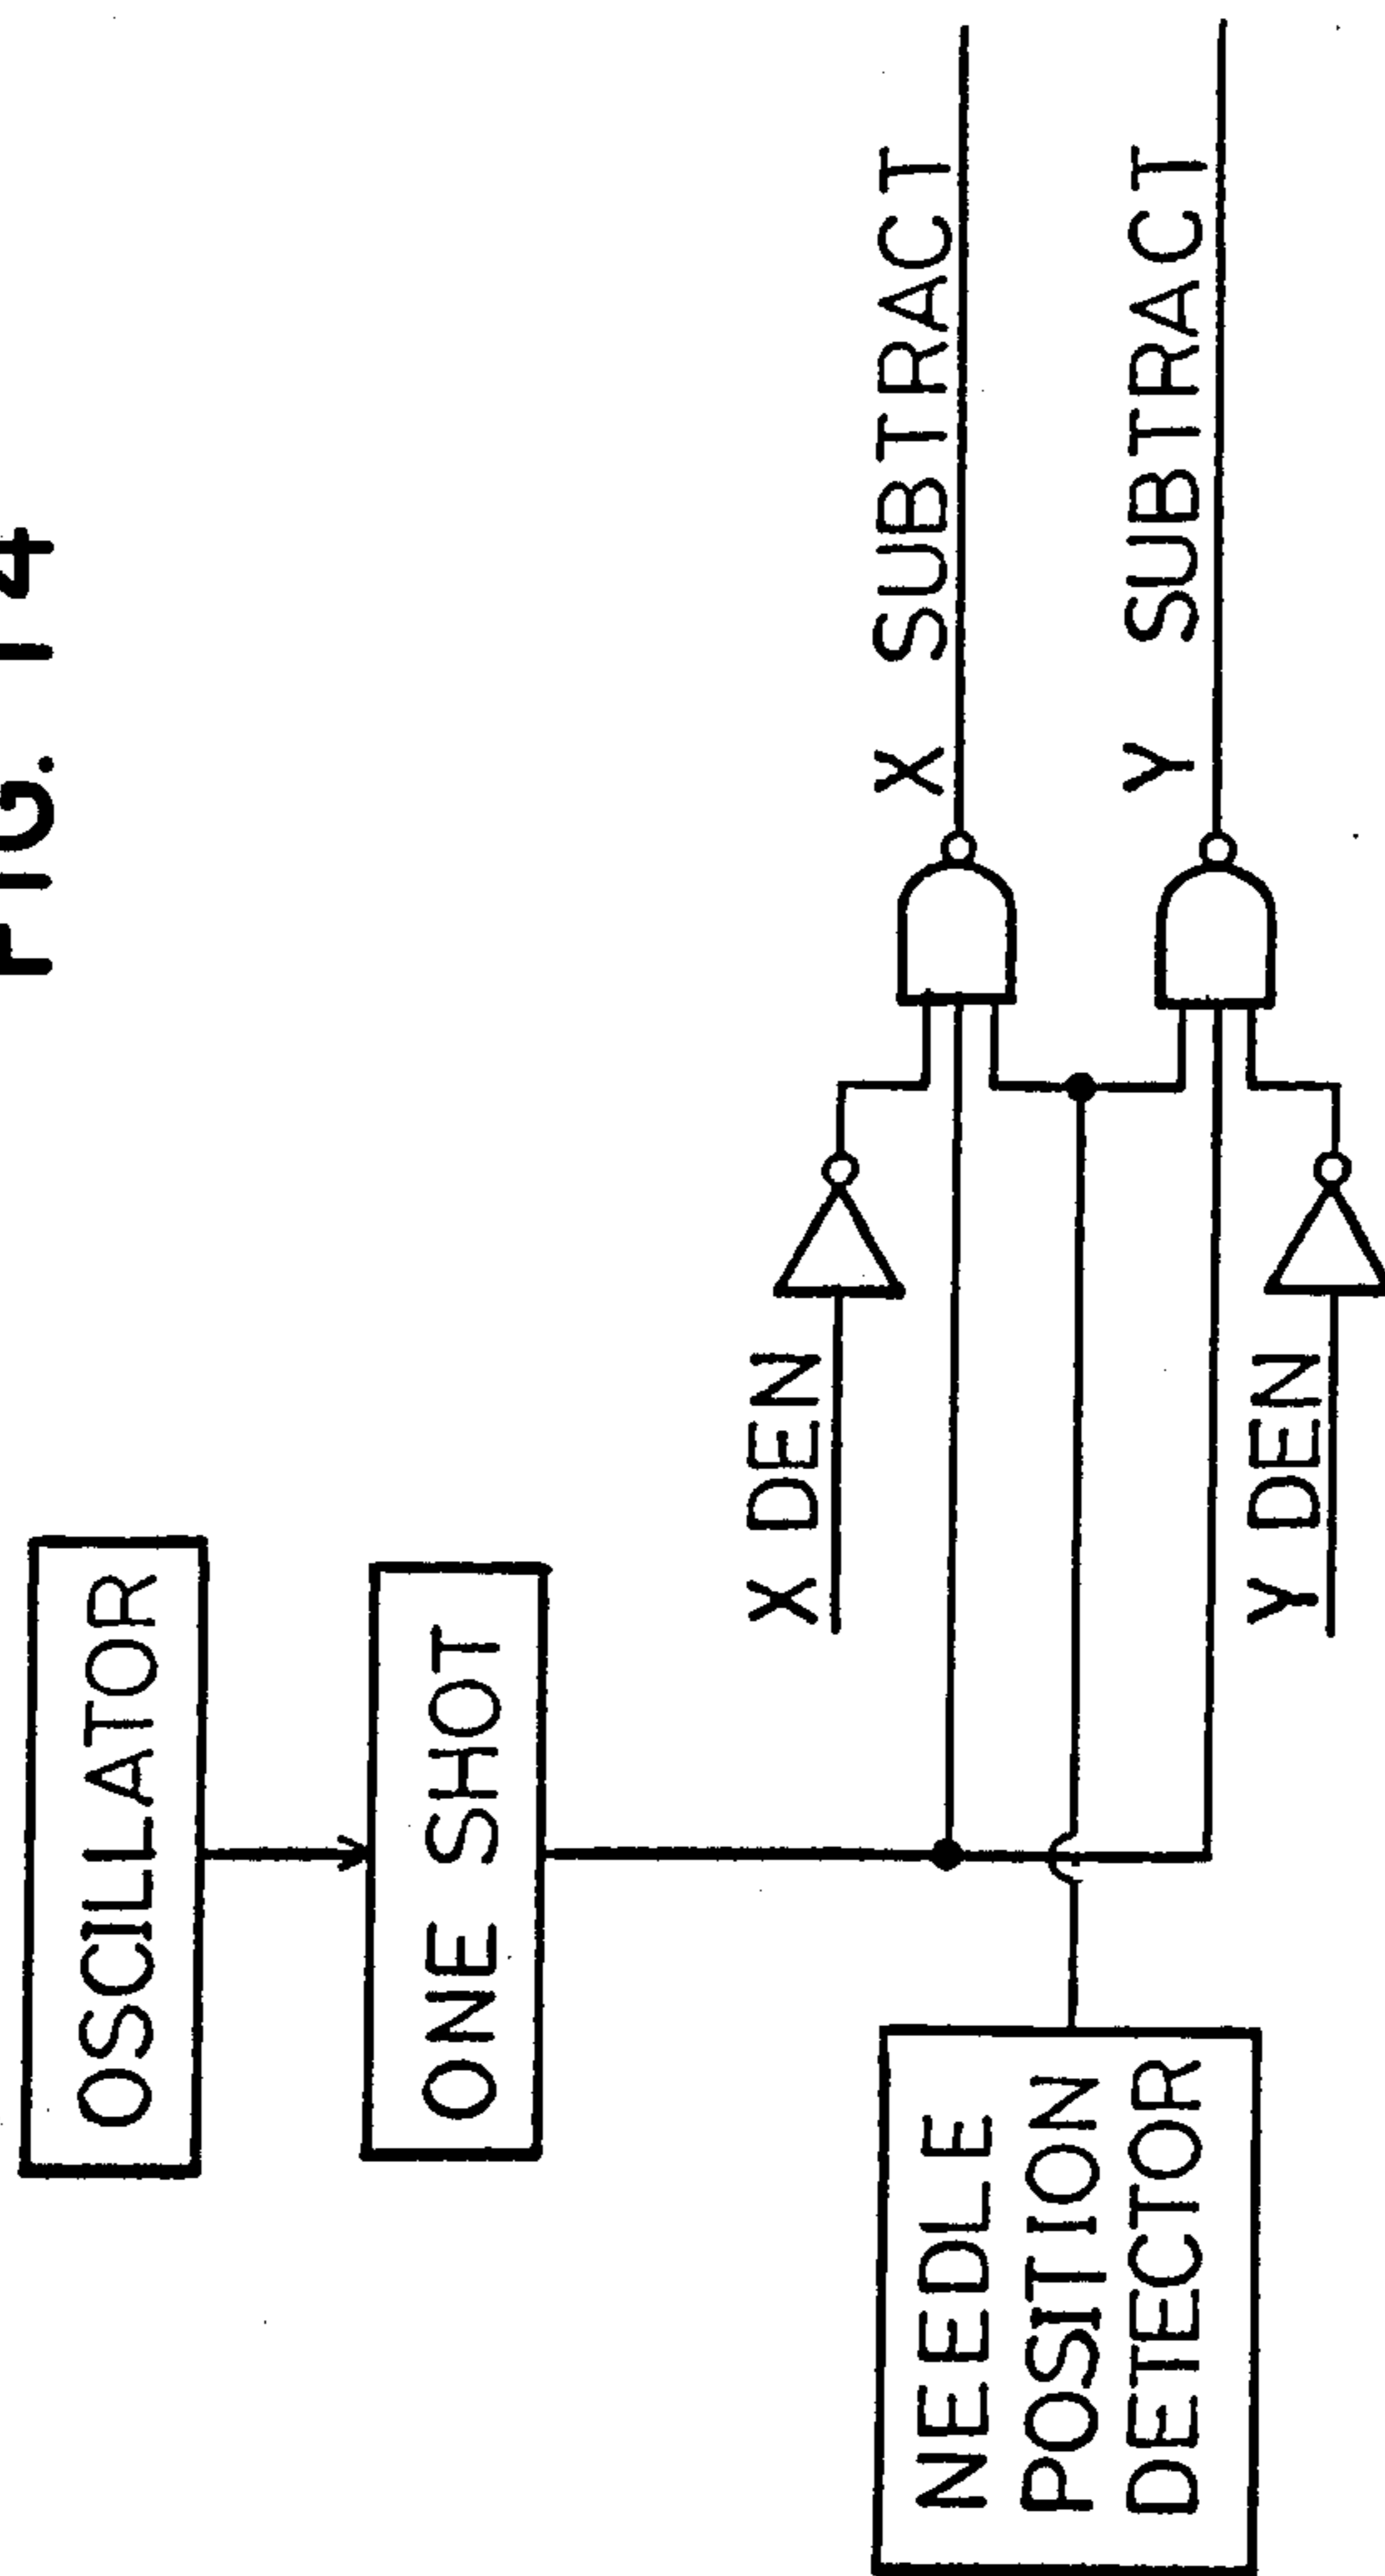 FIG. 14
OSCILLATOR
ONE SHOT
X DEN
X SUBTRACT
NEEDLE
POSITION
DETECTOR
Y SUBTRACT
Y DEN